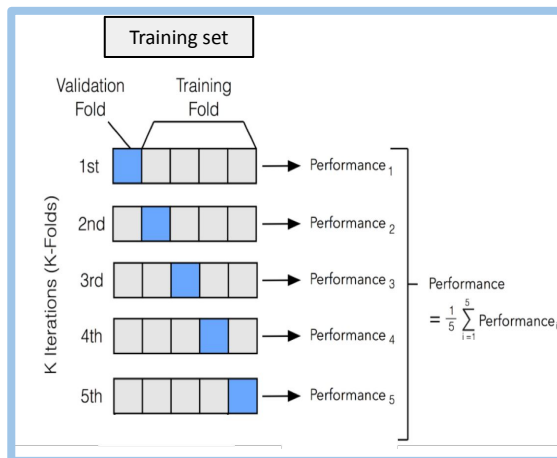 Training set
Validation Fold
Training Fold
K Iterations (K-Folds)
1st
Performance 1
2nd
Performance 2
3rd
Performance 3
4th
Performance 4
5th
Performance 5
Performance
= 1/5 5 ∑ i=1 Performance